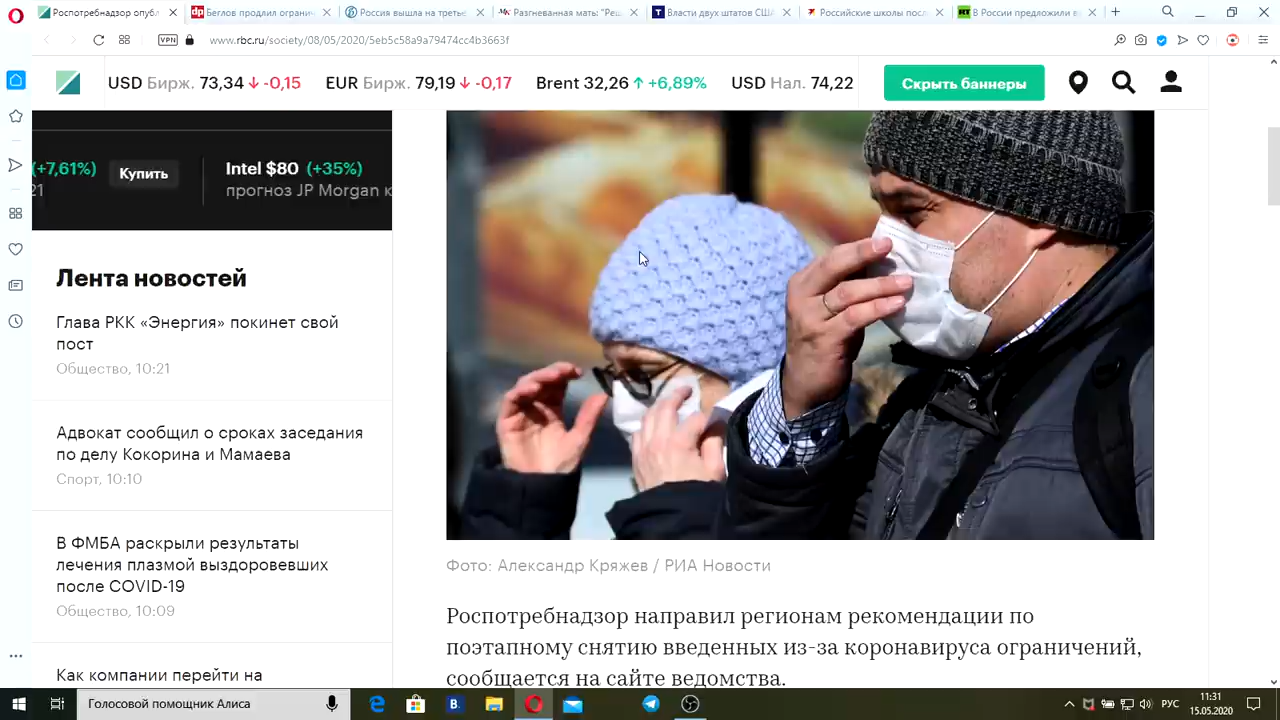 Роспотребнадзор опубл
Беглов продлил огранич
Россия вышла на третье
Разгневанная мать: "Реш
Власти двух штатов США
Российские школы посл
В России предложили в
VPN
www.rbc.ru/society/08/05/2020/5eb5c58a9a79474cc4b3663f
USD Бирж. 73,34 -0,15
EUR Бирж. 79,19 -0,17
Brent 32,26 +6,89%
USD Нал. 74,22
Скрыть баннеры
(+7,61%)
21
Купить
Intel $80 (+35%)
прогноз JP Morgan к
Лента новостей
Глава РКК «Энергия» покинет свой
пост
Общество, 10:21
Адвокат сообщил о сроках заседания
по делу Кокорина и Мамаева
Спорт, 10:10
В ФМБА раскрыли результаты
лечения плазмой выздоровевших
после COVID-19
Общество, 10:09
Как компании перейти на
Фото: Александр Кряжев / РИА Новости
Роспотребнадзор направил регионам рекомендации по
поэтапному снятию введенных из-за коронавируса ограничений,
сообщается на сайте ведомства.
Голосовой помощник Алиса
РУС
11:31
15.05.2020